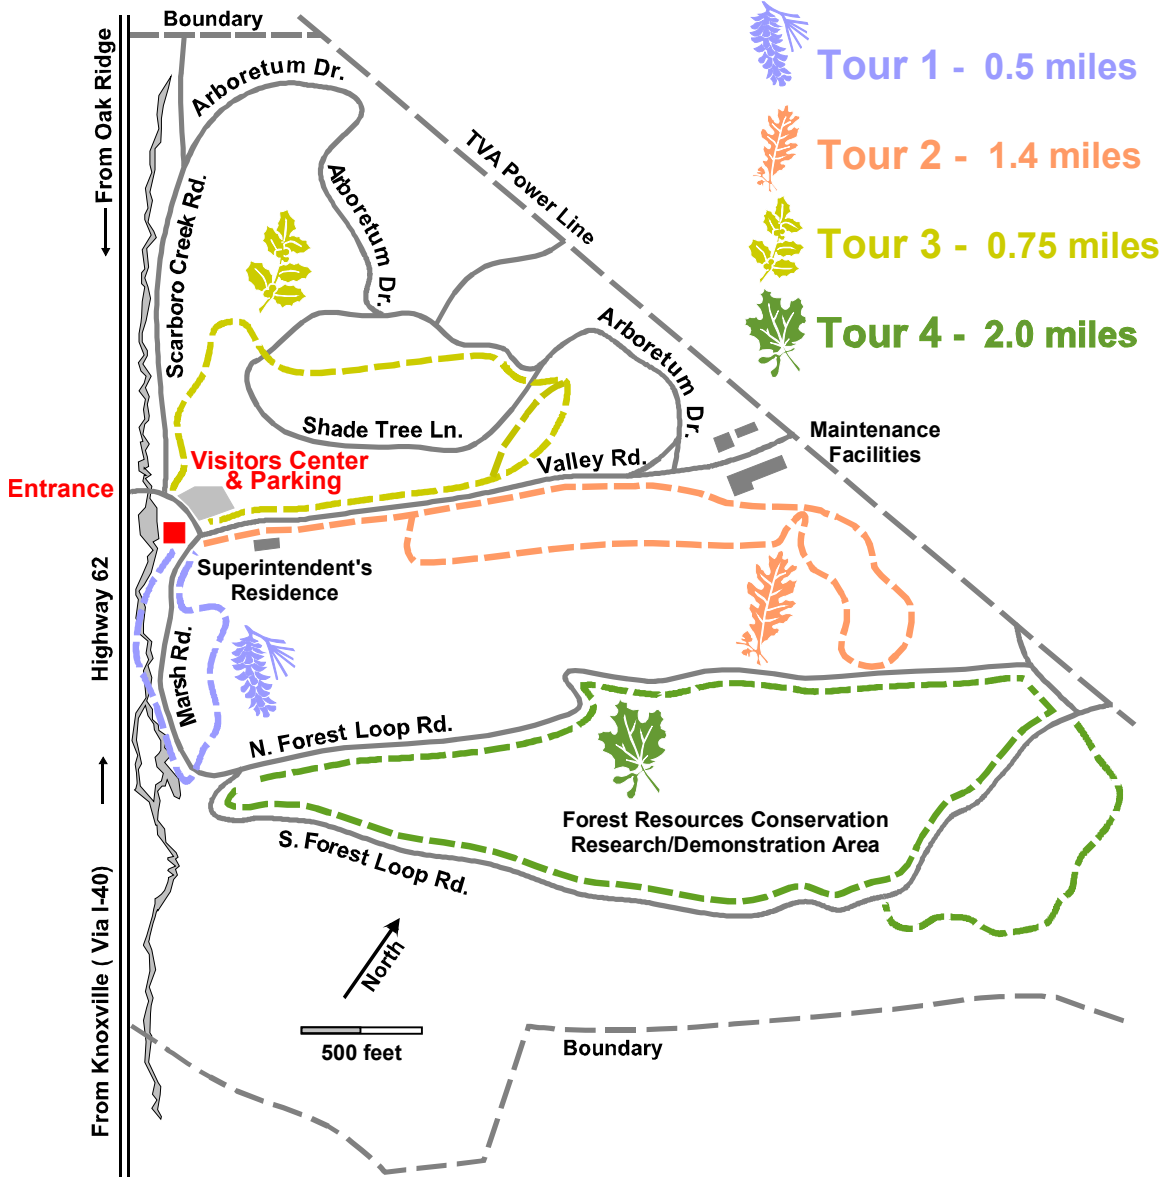 Boundary
Tour 1 - 0.5 miles
Tour 2 - 1.4 miles
Tour 3 - 0.75 miles
Tour 4 - 2.0 miles
From Oak Ridge
Arboretum Dr.
TVA Power Line
Arboretum Dr.
Scarboro Creek Rd.
Arboretum Dr.
Shade Tree Ln.
Maintenance
Facilities
Valley Rd.
Visitors Center
& Parking
Entrance
Superintendent's
Residence
Highway 62
Marsh Rd.
N. Forest Loop Rd.
Forest Resources Conservation
Research/Demonstration Area
S. Forest Loop Rd.
From Knoxville ( Via I-40)
North
500 feet
Boundary